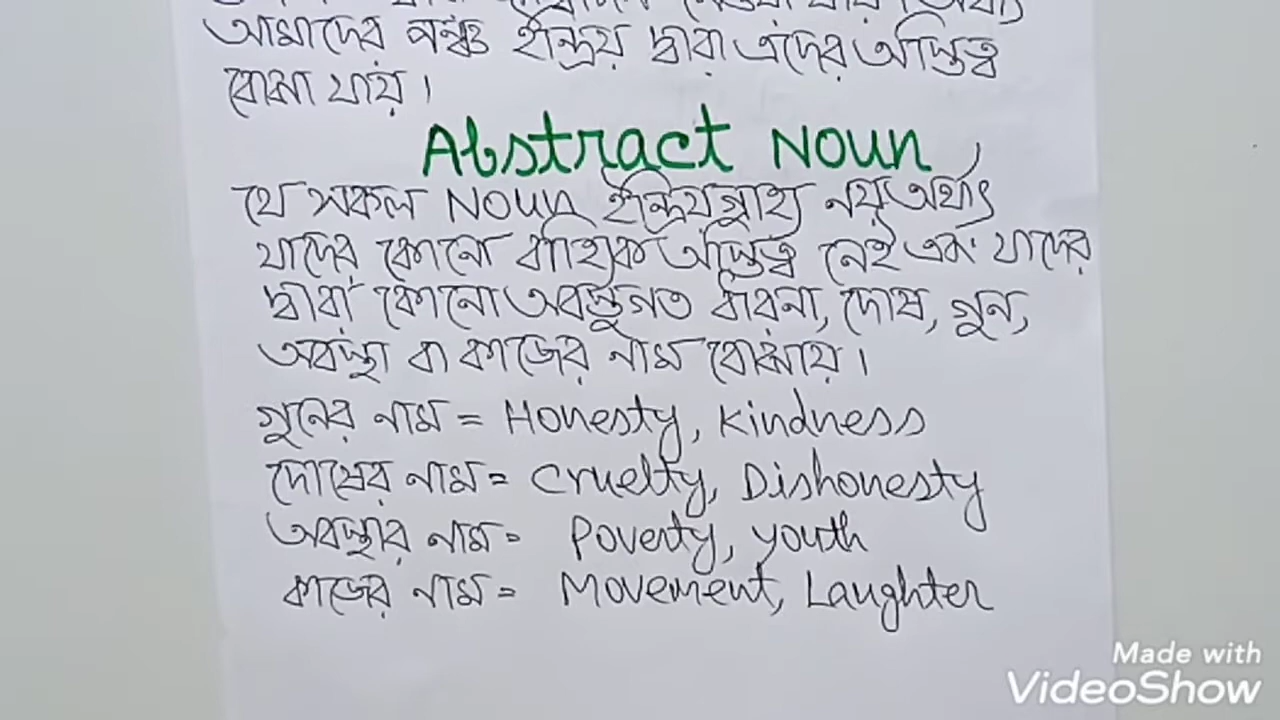 আমাদের পঞ্চ ইন্দ্রিয় দ্বারা এদের অস্তিত্ব
বোঝা যায়।
Abstract Noun
যে সকল Noun ইন্দ্রিয়গ্রাহ্য নয় অর্থাৎ
যাদের কোনো বাহ্যিক অস্তিত্ব নেই এবং যাদের
দ্বারা কোনো অবস্তুগত ধারনা, দোষ, গুন,
অবস্থা বা কাজের নাম বোঝায়।
গুনের নাম = Honesty, Kindness
দোষের নাম = Cruelty, Dishonesty
অবস্থার নাম = Poverty, youth
কাজের নাম = Movement, Laughter
Made with
VideoShow